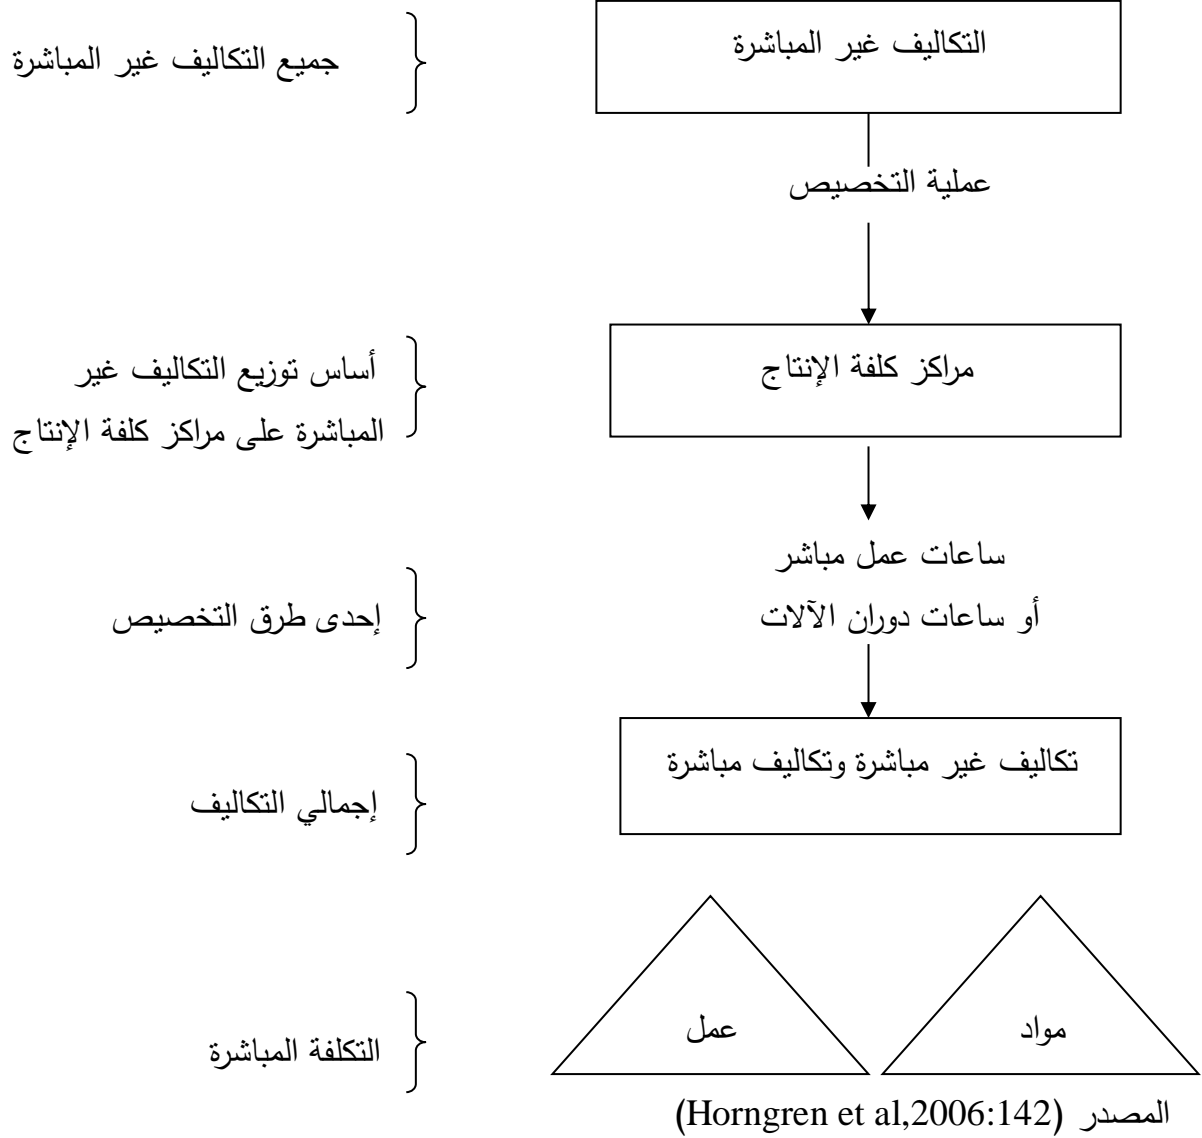 التكاليف غير المباشرة
جميع التكاليف غير المباشرة
عملية التخصيص
مراكز كلفة الإنتاج
أساس توزيع التكاليف غير
المباشرة على مراكز كلفة الإنتاج
ساعات عمل مباشر
أو ساعات دوران الآلات
إحدى طرق التخصيص
تكاليف غير مباشرة وتكاليف مباشرة
إجمالي التكاليف
مواد
عمل
التكلفة المباشرة
المصدر (Horngren et al,2006:142)